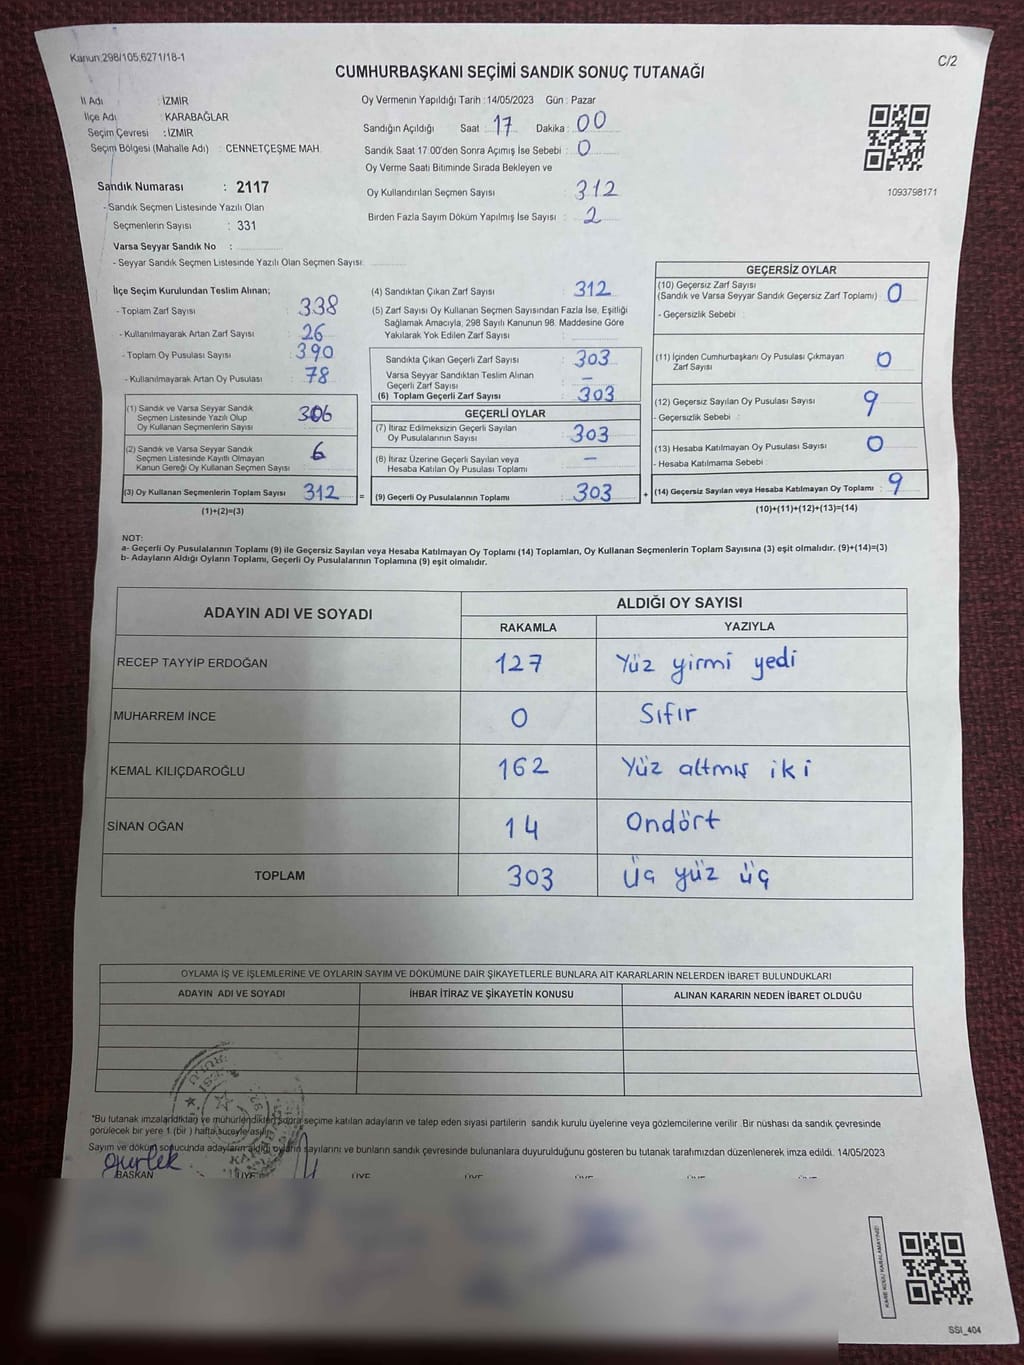 Kanun:298/105,6271/18-1
C/2
CUMHURBAŞKANI SEÇİMİ SANDIK SONUÇ TUTANAĞI
İl Adı : İZMİR
İlçe Adı : KARABAĞLAR
Seçim Çevresi : İZMİR
Seçim Bölgesi (Mahalle Adı) : CENNETÇEŞME MAH.
Sandık Numarası : 2117
- Sandık Seçmen Listesinde Yazılı Olan
Seçmenlerin Sayısı : 331
Varsa Seyyar Sandık No :
- Seyyar Sandık Seçmen Listesinde Yazılı Olan Seçmen Sayısı:
Oy Vermenin Yapıldığı Tarih : 14/05/2023 Gün : Pazar
Sandığın Açıldığı Saat : 17 Dakika : 00
Sandık Saat 17:00'den Sonra Açımış İse Sebebi : 0
Oy Verme Saati Bitiminde Sırada Bekleyen ve
Oy Kullandırılan Seçmen Sayısı : 312
Birden Fazla Sayım Döküm Yapılmış İse Sayısı : 2
1093798171
İlçe Seçim Kurulundan Teslim Alınan;
- Toplam Zarf Sayısı : 338
- Kullanılmayarak Artan Zarf Sayısı : 26
- Toplam Oy Pusulası Sayısı : 390
- Kullanılmayarak Artan Oy Pusulası : 78
(1) Sandık ve Varsa Seyyar Sandık
Seçmen Listesinde Yazılı Olup
Oy Kullanan Seçmenlerin Sayısı : 306
(2) Sandık ve Varsa Seyyar Sandık
Seçmen Listesinde Kayıtlı Olmayan
Kanun Gereği Oy Kullanan Seçmen Sayısı : 6
(3) Oy Kullanan Seçmenlerin Toplam Sayısı : 312 =
(1)+(2)=(3)
(4) Sandıktan Çıkan Zarf Sayısı : 312
(5) Zarf Sayısı Oy Kullanan Seçmen Sayısından Fazla İse, Eşitliği
Sağlamak Amacıyla, 298 Sayılı Kanunun 98. Maddesine Göre
Yakılarak Yok Edilen Zarf Sayısı :
Sandıkta Çıkan Geçerli Zarf Sayısı : 303
Varsa Seyyar Sandıktan Teslim Alınan
Geçerli Zarf Sayısı : –
(6) Toplam Geçerli Zarf Sayısı : 303
GEÇERLİ OYLAR
(7) İtiraz Edilmeksizin Geçerli Sayılan
Oy Pusulalarının Sayısı : 303
(8) İtiraz Üzerine Geçerli Sayılan veya
Hesaba Katılan Oy Pusulası Toplamı : –
(9) Geçerli Oy Pusulalarının Toplamı : 303 +
GEÇERSİZ OYLAR
(10) Geçersiz Zarf Sayısı
(Sandık ve Varsa Seyyar Sandık Geçersiz Zarf Toplamı) : 0
- Geçersizlik Sebebi :
(11) İçinden Cumhurbaşkanı Oy Pusulası Çıkmayan
Zarf Sayısı : 0
(12) Geçersiz Sayılan Oy Pusulası Sayısı : 9
- Geçersizlik Sebebi :
(13) Hesaba Katılmayan Oy Pusulası Sayısı : 0
- Hesaba Katılmama Sebebi :
(14) Geçersiz Sayılan veya Hesaba Katılmayan Oy Toplamı : 9
(10)+(11)+(12)+(13)=(14)
NOT:
a- Geçerli Oy Pusulalarının Toplamı (9) ile Geçersiz Sayılan veya Hesaba Katılmayan Oy Toplamı (14) Toplamları, Oy Kullanan Seçmenlerin Toplam Sayısına (3) eşit olmalıdır. (9)+(14)=(3)
b- Adayların Aldığı Oyların Toplamı, Geçerli Oy Pusulalarının Toplamına (9) eşit olmalıdır.
ADAYIN ADI VE SOYADI
ALDIĞI OY SAYISI
RAKAMLA YAZIYLA
RECEP TAYYİP ERDOĞAN 127 Yüz yirmi yedi
MUHARREM İNCE 0 Sıfır
KEMAL KILIÇDAROĞLU 162 Yüz altmış iki
SİNAN OĞAN 14 Ondört
TOPLAM 303 Üç yüz üç
OYLAMA İŞ VE İŞLEMLERİNE VE OYLARIN SAYIM VE DÖKÜMÜNE DAİR ŞİKAYETLERLE BUNLARA AİT KARARLARIN NELERDEN İBARET BULUNDUKLARI
ADAYIN ADI VE SOYADI İHBAR İTİRAZ VE ŞİKAYETİN KONUSU ALINAN KARARIN NEDEN İBARET OLDUĞU
*Bu tutanak imzalandıktan ve mühürlendikten sonra seçime katılan adayların ve talep eden siyasi partilerin sandık kurulu üyelerine veya gözlemcilerine verilir. Bir nüshası da sandık çevresinde
görülecek bir yere 1 (bir ) hafta süreyle asılır.
Sayım ve döküm sonucunda adayların aldığı oyların sayılarını ve bunların sandık çevresinde bulunanlara duyurulduğunu gösteren bu tutanak tarafımızdan düzenlenerek imza edildi. 14/05/2023
BAŞKAN ÜYE ÜYE ÜYE ÜYE ÜYE
KARE KODU KARALAMAYINIZ!
SSI_404